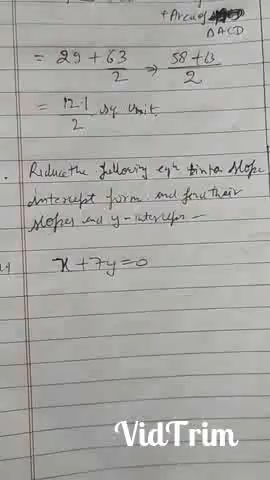 + Area of
Δ ACD
= 29 + 63/2 → 58 + 63/2
= 121/2 sq unit
Reduce the following eqn into slope
intercept form and find their
slopes and y-intercepts -
x + 7y = 0
VidTrim